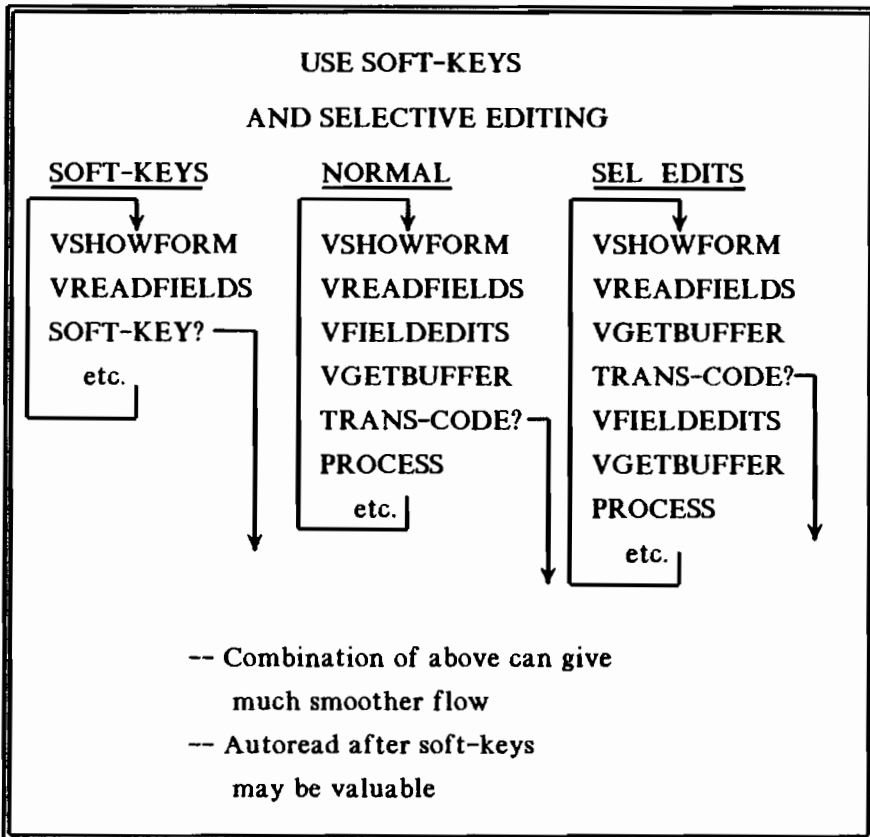 USE SOFT-KEYS
AND SELECTIVE EDITING
SOFT-KEYS
VSHOWFORM
VREADFIELDS
SOFT-KEY?
etc.
NORMAL
VSHOWFORM
VREADFIELDS
VFIELDEDITS
VGETBUFFER
TRANS-CODE?
PROCESS
etc.
SEL EDITS
VSHOWFORM
VREADFIELDS
VGETBUFFER
TRANS-CODE?
VFIELDEDITS
VGETBUFFER
PROCESS
etc.
-- Combination of above can give
much smoother flow
-- Autoread after soft-keys
may be valuable